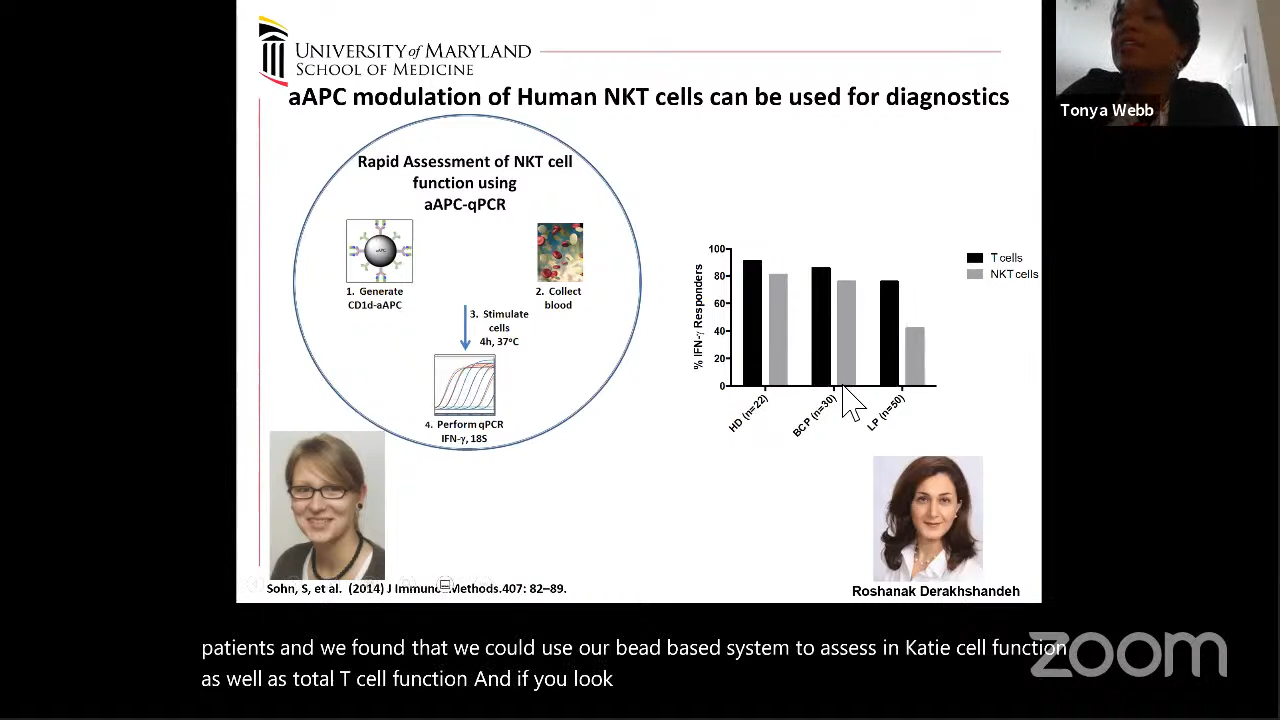 UNIVERSITY of MARYLAND
SCHOOL OF MEDICINE
aAPC modulation of Human NKT cells can be used for diagnostics
Tonya Webb
Rapid Assessment of NKT cell
function using
aAPC-qPCR
aAPC
1. Generate
CD1d-aAPC
2. Collect
blood
3. Stimulate
cells
4h, 37°C
4. Perform qPCR
IFN-γ, 18S
% IFN-γ Responders
100
80
60
40
20
0
HD (n=22)
BCP (n=30)
LP (n=50)
T cells
NKT cells
Sohn, S, et al. (2014) J Immuno Methods.407: 82–89.
Roshanak Derakhshandeh
patients and we found that we could use our bead based system to assess in Katie cell function
as well as total T cell function And if you look
zoom